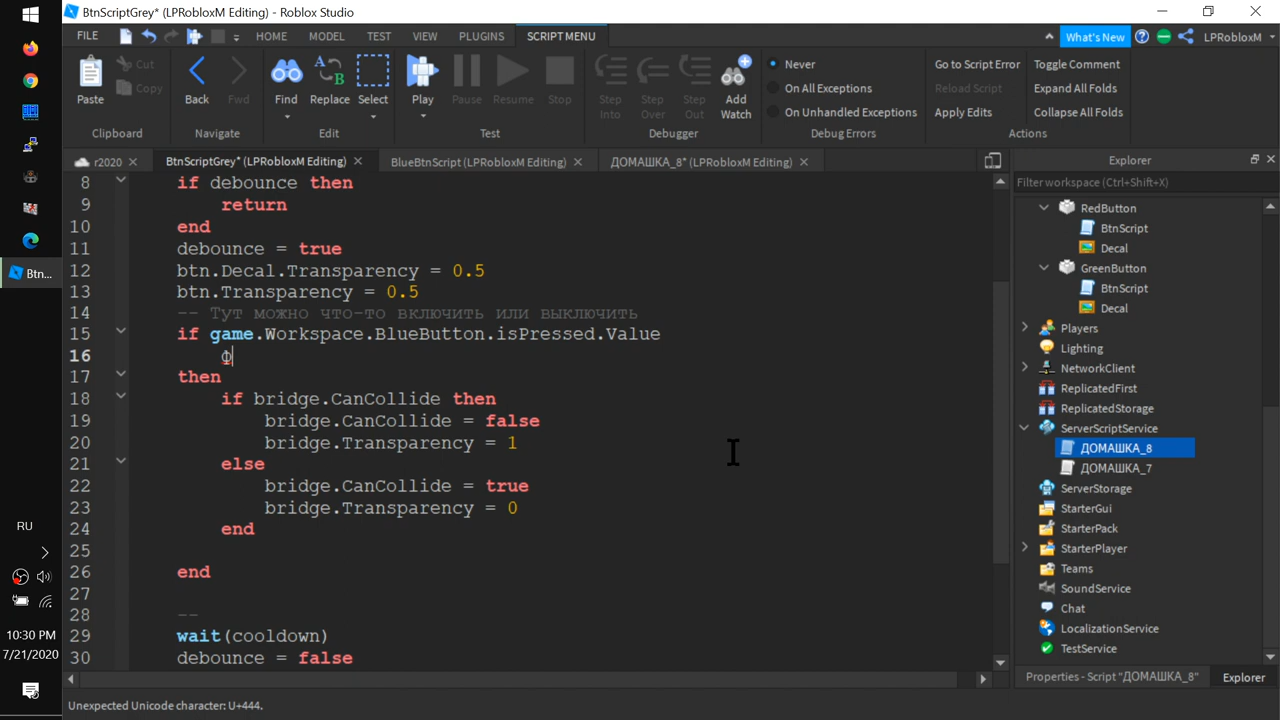 BtnScriptGrey* (LPRobloxM Editing) - Roblox Studio
FILE HOME MODEL TEST VIEW PLUGINS SCRIPT MENU What's New LPRobloxM
Paste Cut Copy Back Fwd Find Replace Select Play Pause Resume Stop Step Into Step Over Step Out Add Watch
Never
On All Exceptions
On Unhandled Exceptions
Go to Script Error
Reload Script
Apply Edits
Toggle Comment
Expand All Folds
Collapse All Folds
Clipboard Navigate Edit Test Debugger Debug Errors Actions
r2020 BtnScriptGrey* (LPRobloxM Editing) BlueBtnScript (LPRobloxM Editing) ДОМАШКА_8* (LPRobloxM Editing)
8 if debounce then
9 return
10 end
11 debounce = true
12 btn.Decal.Transparency = 0.5
13 btn.Transparency = 0.5
14 -- Тут можно что-то включить или выключить
15 if game.Workspace.BlueButton.isPressed.Value
16 ф
17 then
18 if bridge.CanCollide then
19 bridge.CanCollide = false
20 bridge.Transparency = 1
21 else
22 bridge.CanCollide = true
23 bridge.Transparency = 0
24 end
25
26 end
27
28 --
29 wait(cooldown)
30 debounce = false
Unexpected Unicode character: U+444.
Explorer
Filter workspace (Ctrl+Shift+X)
RedButton
BtnScript
Decal
GreenButton
BtnScript
Decal
Players
Lighting
NetworkClient
ReplicatedFirst
ReplicatedStorage
ServerScriptService
ДОМАШКА_8
ДОМАШКА_7
ServerStorage
StarterGui
StarterPack
StarterPlayer
Teams
SoundService
Chat
LocalizationService
TestService
Properties - Script "ДОМАШКА_8" Explorer
Btn...
RU
10:30 PM
7/21/2020